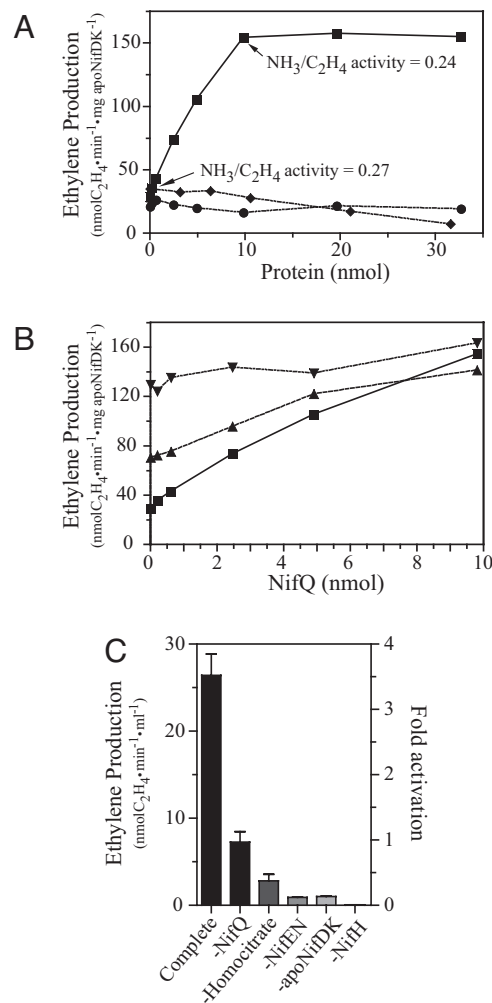 A
Ethylene Production
(nmolC2H4•min-1•mg apoNifDK-1)
150
100
50
0
NH3/C2H4 activity = 0.24
NH3/C2H4 activity = 0.27
0 10 20 30
Protein (nmol)
B
Ethylene Production
(nmolC2H4•min-1•mg apoNifDK-1)
160
120
80
40
0
0 2 4 6 8 10
NifQ (nmol)
C
Ethylene Production
(nmolC2H4•min-1•ml-1)
30
20
10
0
4
3
2
1
0
Fold activation
Complete
-NifQ
-Homocitrate
-NifEN
-apoNifDK
-NifH